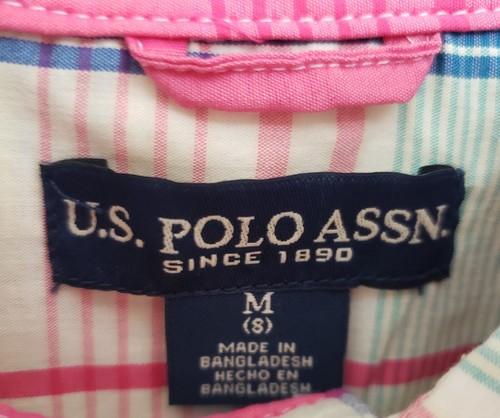 U.S. POLO ASSN.
SINCE 1890
M
(8)
MADE IN
BANGLADESH
HECHO EN
BANGLADESH